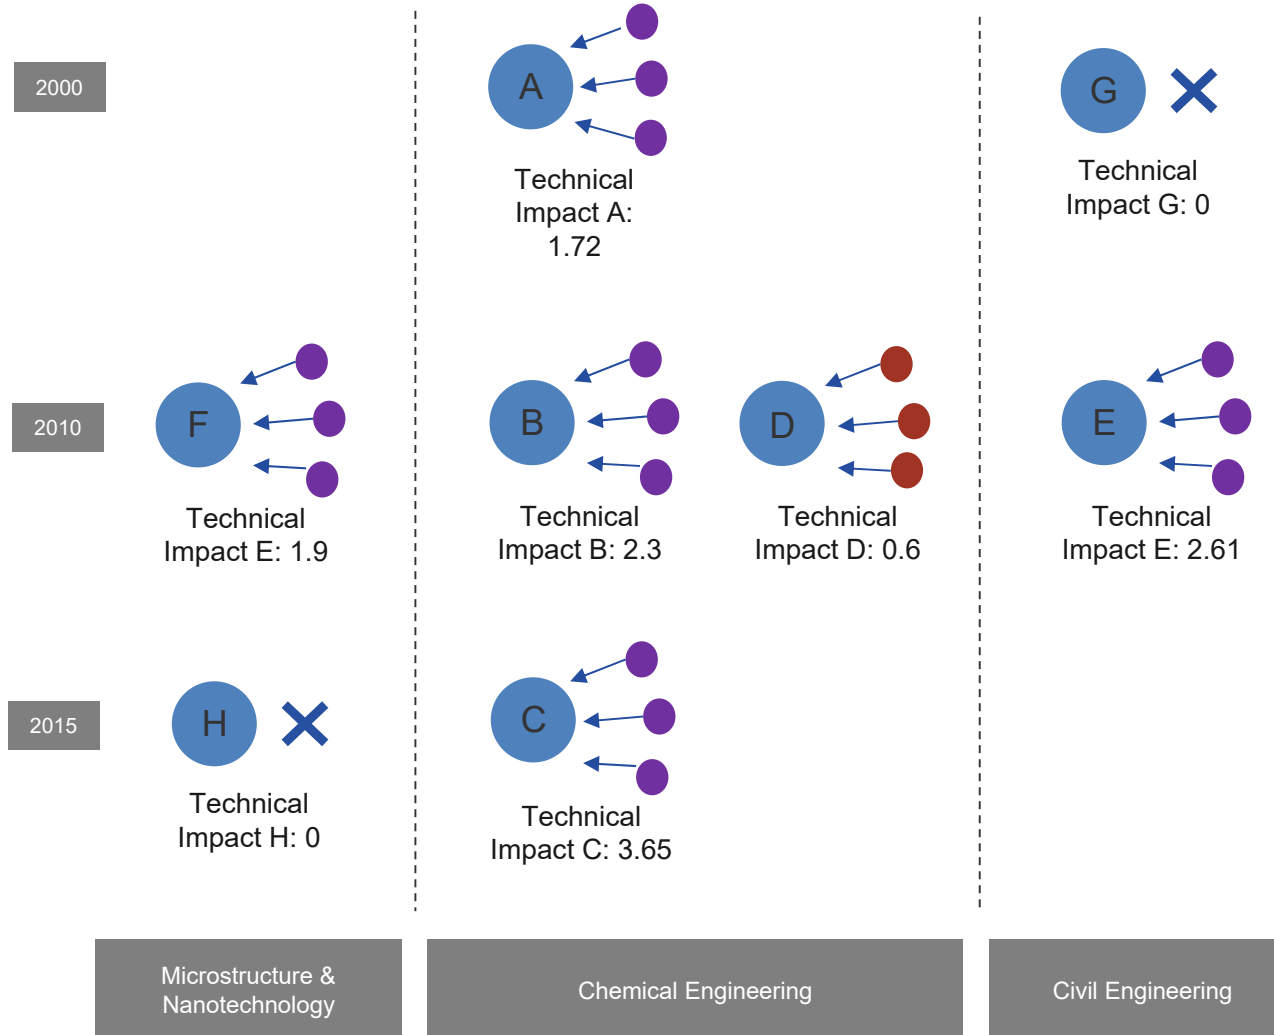 2000
A
Technical
Impact A:
1.72
G
Technical
Impact G: 0
2010
F
Technical
Impact E: 1.9
B
Technical
Impact B: 2.3
D
Technical
Impact D: 0.6
E
Technical
Impact E: 2.61
2015
H
Technical
Impact H: 0
C
Technical
Impact C: 3.65
Microstructure &
Nanotechnology
Chemical Engineering
Civil Engineering